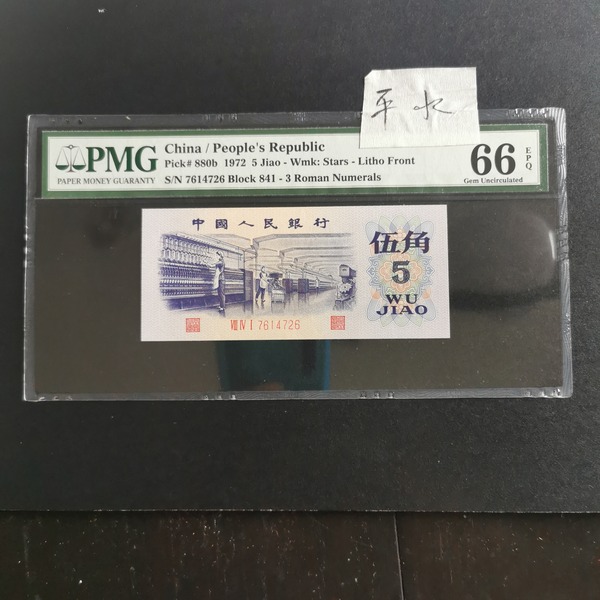 平水
PMG
PAPER MONEY GUARANTY
China / People's Republic
Pick# 880b 1972 5 Jiao - Wmk: Stars - Litho Front
S/N 7614726 Block 841 - 3 Roman Numerals
66 EPQ
Gem Uncirculated
中國人民銀行
伍角
5
WU
JIAO
VIII IV I 7614726